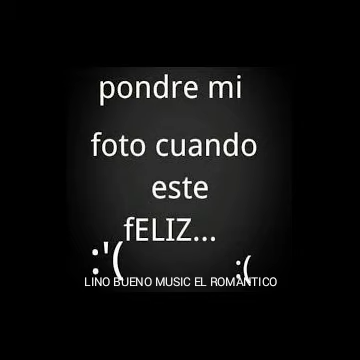 pondre mi
foto cuando
este
fELIZ...
:'(
;(
LINO BUENO MUSIC EL ROMANTICO